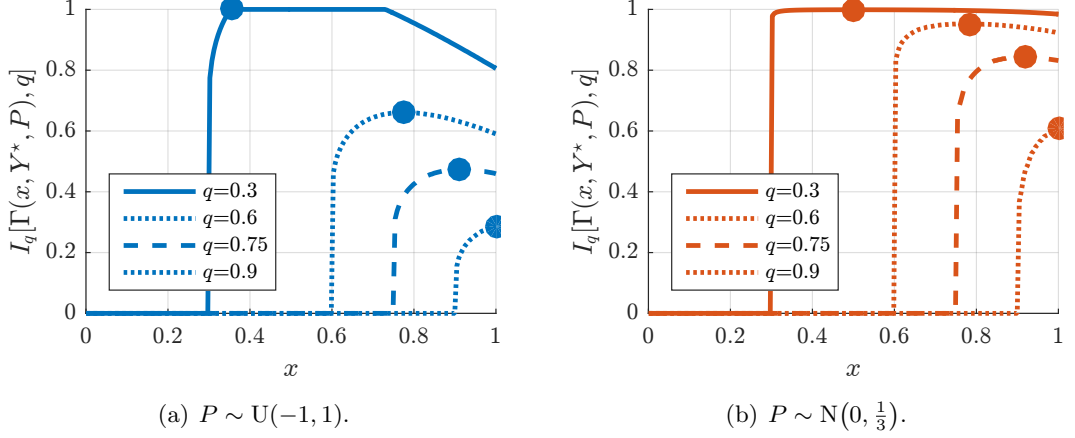 I_q[Γ(x, Y⋆, P), q]
1
0.8
0.6
0.4
0.2
0
q=0.3
q=0.6
q=0.75
q=0.9
0 0.2 0.4 0.6 0.8 1
x
(a) P ∼ U(−1, 1).
I_q[Γ(x, Y⋆, P), q]
1
0.8
0.6
0.4
0.2
0
q=0.3
q=0.6
q=0.75
q=0.9
0 0.2 0.4 0.6 0.8 1
x
(b) P ∼ N(0, 1/3).